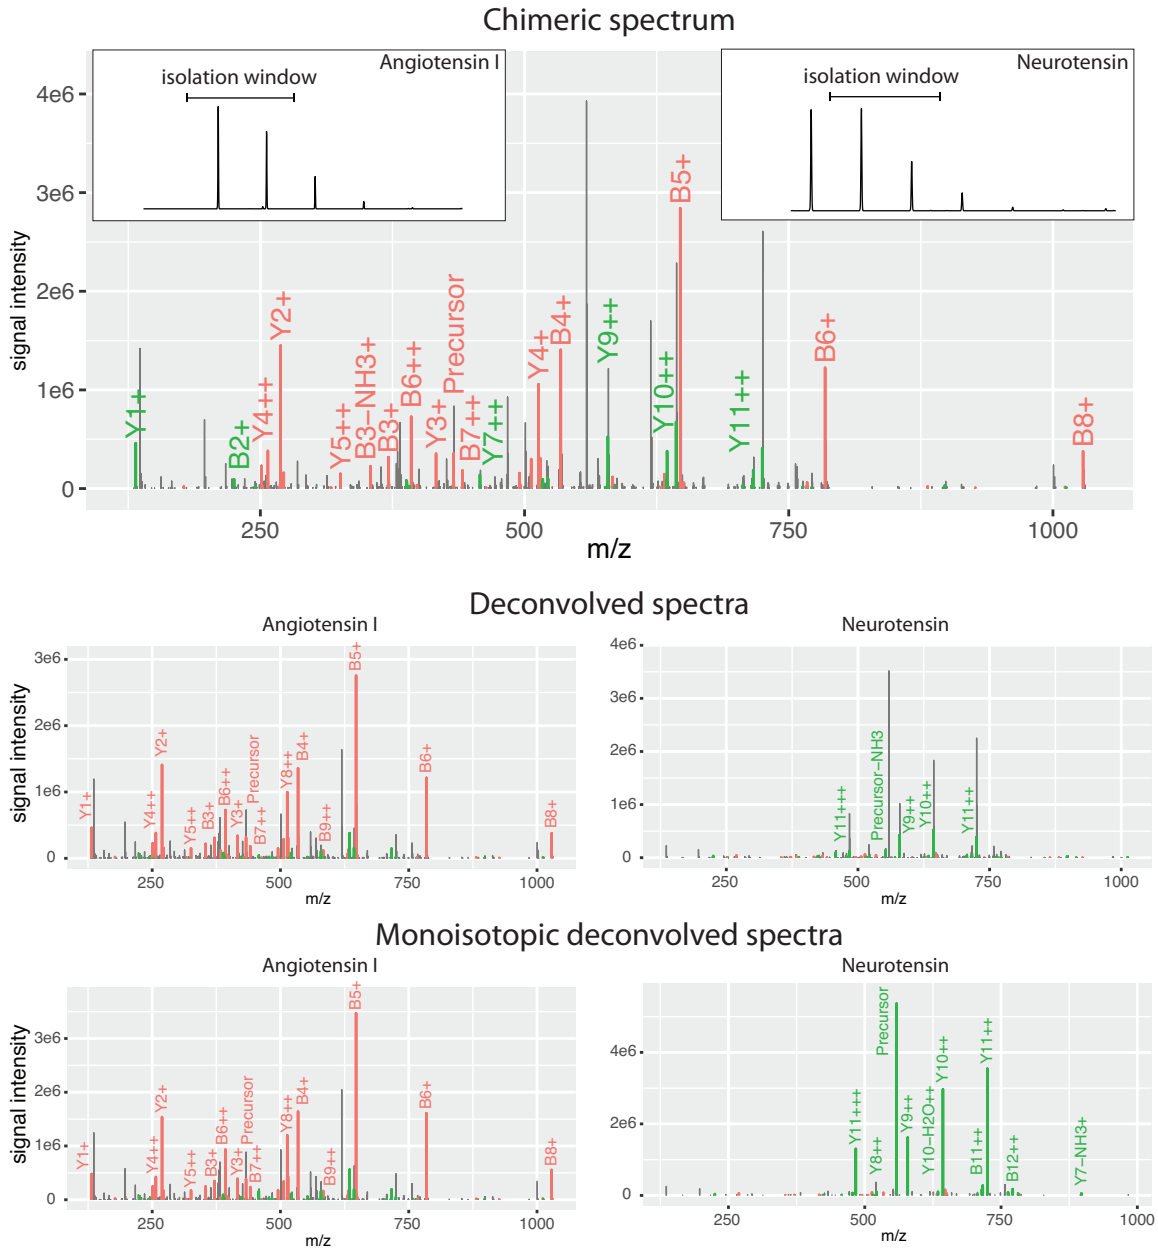 Chimeric spectrum
Angiotensin I
isolation window
Neurotensin
isolation window
signal intensity
4e6
3e6
2e6
1e6
0
Y1+
B2+
Y4++
Y2+
Y5++
B3−NH3+
B3+
B6++
Y3+
Precursor
B7++
Y7++
Y4+
B4+
Y9++
Y10++
B5+
Y11++
B6+
B8+
250
500
750
1000
m/z
Deconvolved spectra
Angiotensin I
signal intensity
3e6
2e6
1e6
0
Y1+
Y4++
Y2+
Y5++
B3+
B6++
Y3+
Precursor
B7++
Y8++
B4+
B9++
B5+
B6+
B8+
250
500
750
1000
m/z
Neurotensin
4e6
3e6
2e6
1e6
0
Y11+++
Precursor−NH3
Y9++
Y10++
Y11++
250
500
750
1000
m/z
Monoisotopic deconvolved spectra
Angiotensin I
signal intensity
3e6
2e6
1e6
0
Y1+
Y4++
Y2+
Y5++
B3+
B6++
Y3+
Precursor
B7++
Y8++
B4+
B9++
B5+
B6+
B8+
250
500
750
1000
m/z
Neurotensin
4e6
2e6
0
Y11+++
Y8++
Precursor
Y9++
Y10−H2O++
Y10++
B11++
Y11++
B12++
Y7−NH3+
250
500
750
1000
m/z